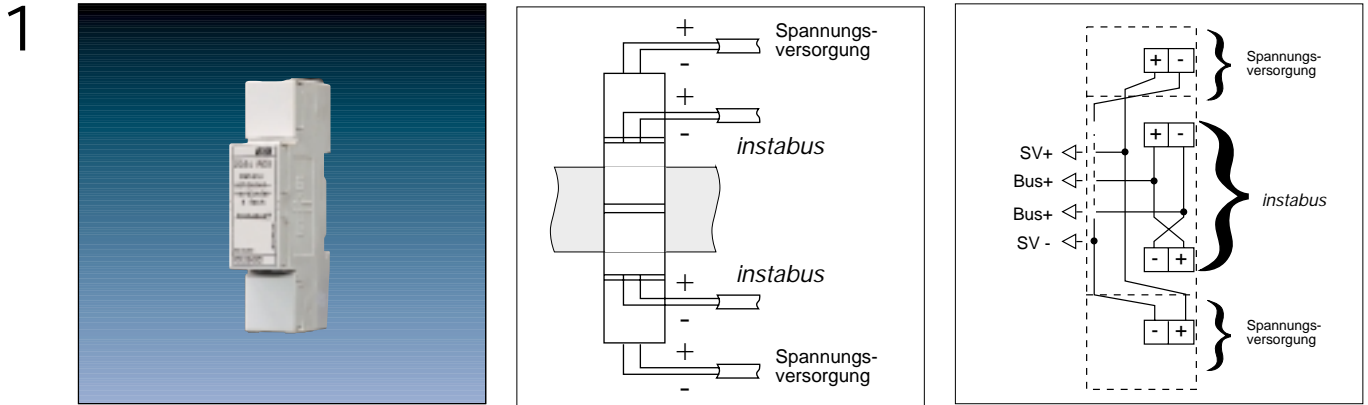 1
+
Spannungs-
versorgung
-
+
-
instabus
instabus
+
-
+
Spannungs-
versorgung
-
+ -
Spannungs-
versorgung
+ -
SV+
Bus+
Bus+
SV -
instabus
- +
- +
Spannungs-
versorgung